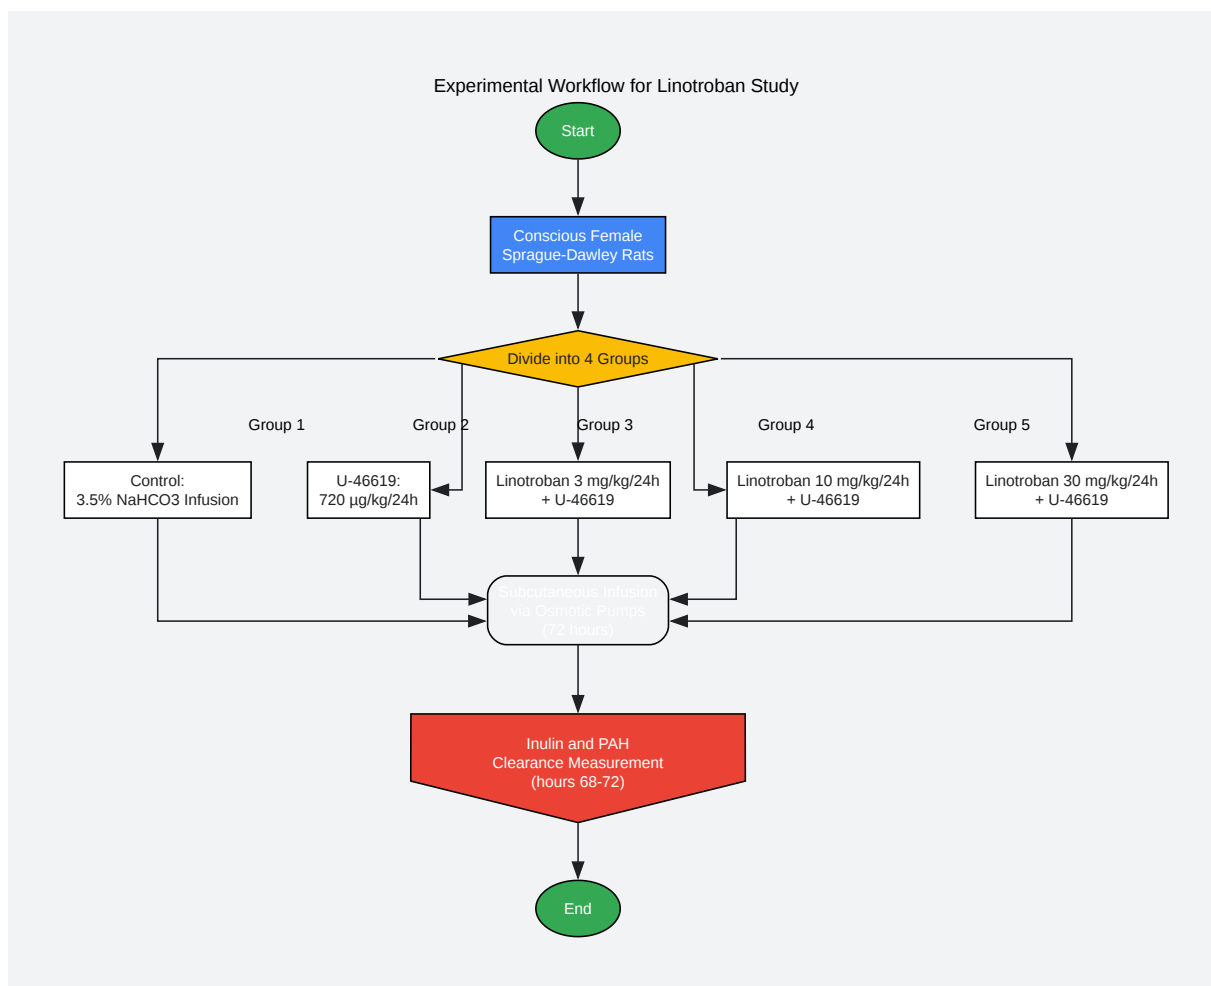 Experimental Workflow for Linotroban Study
Start
Conscious Female
Sprague-Dawley Rats
Divide into 4 Groups
Group 1
Group 2
Group 3
Group 4
Group 5
Control:
3.5% NaHCO3 Infusion
U-46619:
720 µg/kg/24h
Linotroban 3 mg/kg/24h
+ U-46619
Linotroban 10 mg/kg/24h
+ U-46619
Linotroban 30 mg/kg/24h
+ U-46619
Subcutaneous Infusion
via Osmotic Pumps
(72 hours)
Inulin and PAH
Clearance Measurement
(hours 68-72)
End